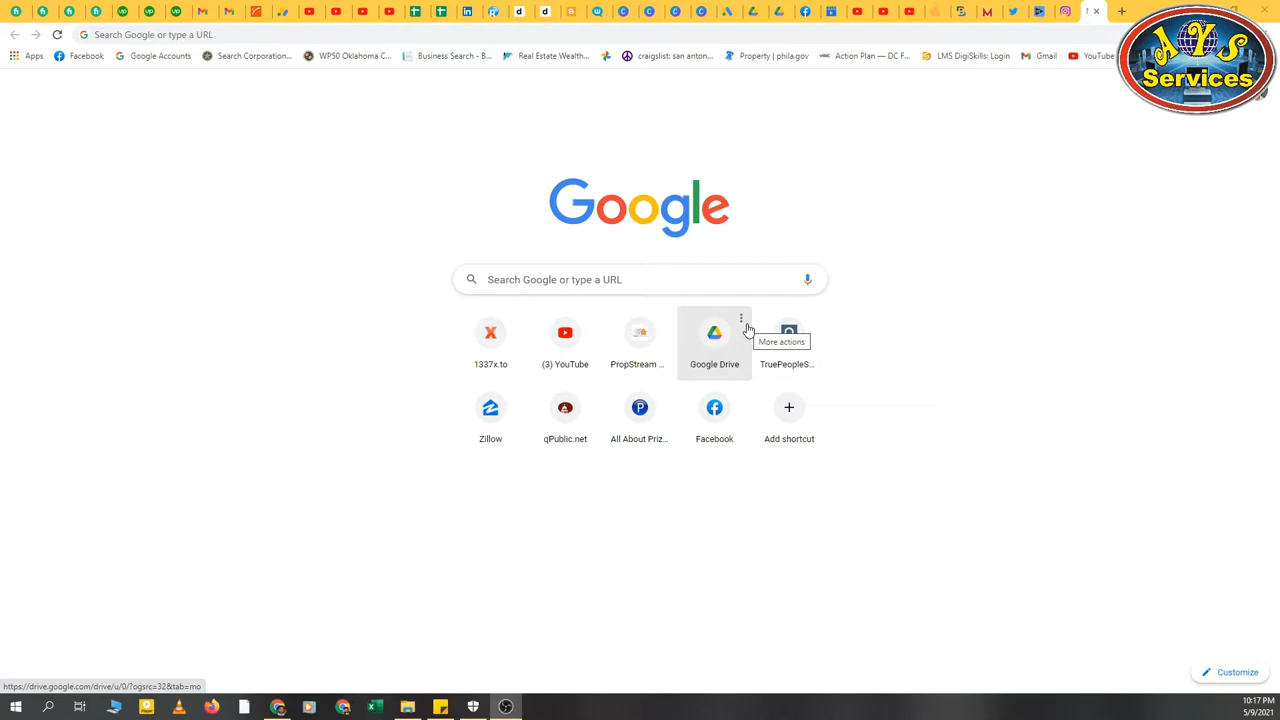 Search Google or type a URL
Apps
Facebook
Google Accounts
Search Corporation...
WP50 Oklahoma C...
Business Search - B...
Real Estate Wealth...
craigslist: san anton...
Property | phila.gov
Action Plan — DC F...
LMS DigiSkills: Login
Gmail
YouTube
AYS
Services
Google
Search Google or type a URL
1337x.to
(3) YouTube
PropStream ...
Google Drive
TruePeopleS...
More actions
Zillow
qPublic.net
All About Priz...
Facebook
Add shortcut
Customize
https://drive.google.com/drive/u/0/?ogsrc=32&tab=mo
10:17 PM
5/9/2021